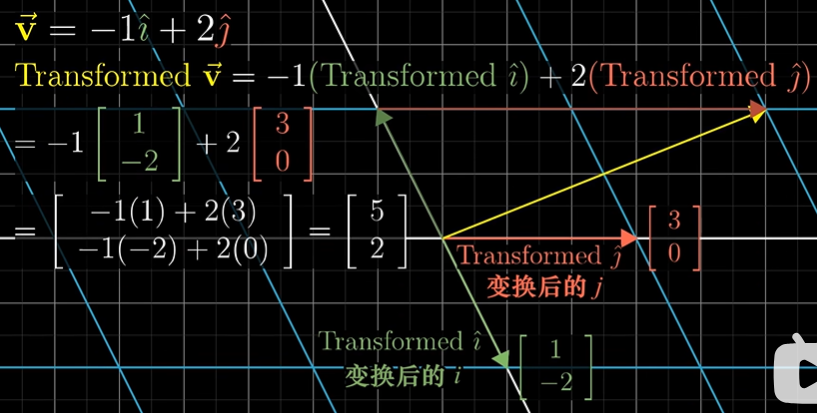 v⃗ = −1î + 2ĵ
Transformed v⃗ = −1(Transformed î) + 2(Transformed ĵ)
= −1 [1 −2] + 2 [3 0]
= [−1(1) + 2(3) −1(−2) + 2(0)] = [5 2]
Transformed ĵ [3 0]
变换后的 j
Transformed î [1 −2]
变换后的 i